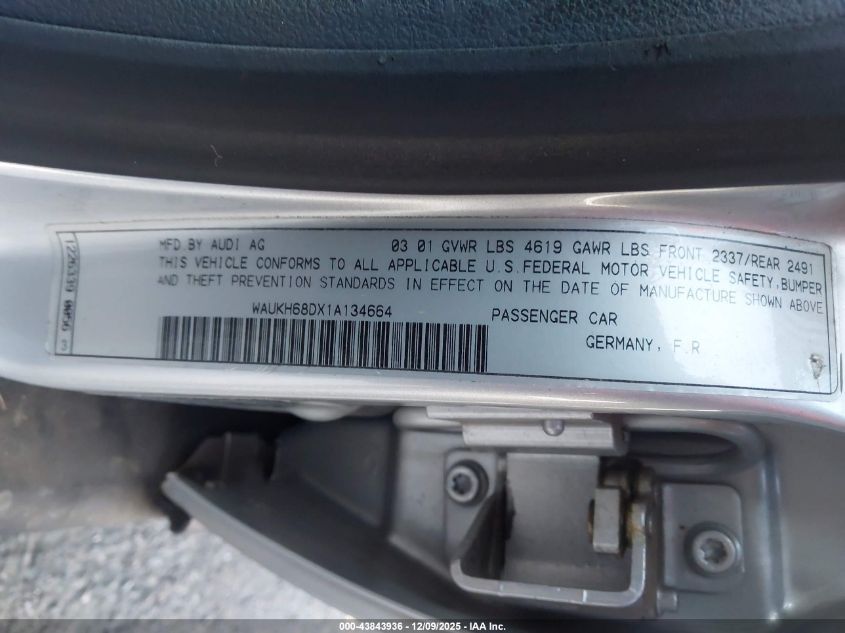 MFD BY AUDI AG 03 01 GVWR LBS 4619 GAWR LBS FRONT 2337/REAR 2491
THIS VEHICLE CONFORMS TO ALL APPLICABLE U.S.FEDERAL MOTOR VEHICLE SAFETY,BUMPER
AND THEFT PREVENTION STANDARDS IN EFFECT ON THE DATE OF MANUFACTURE SHOWN ABOVE
WAUKH68DX1A134664 PASSENGER CAR
GERMANY, F.R
000-43843936 - 12/09/2025 - IAA Inc.